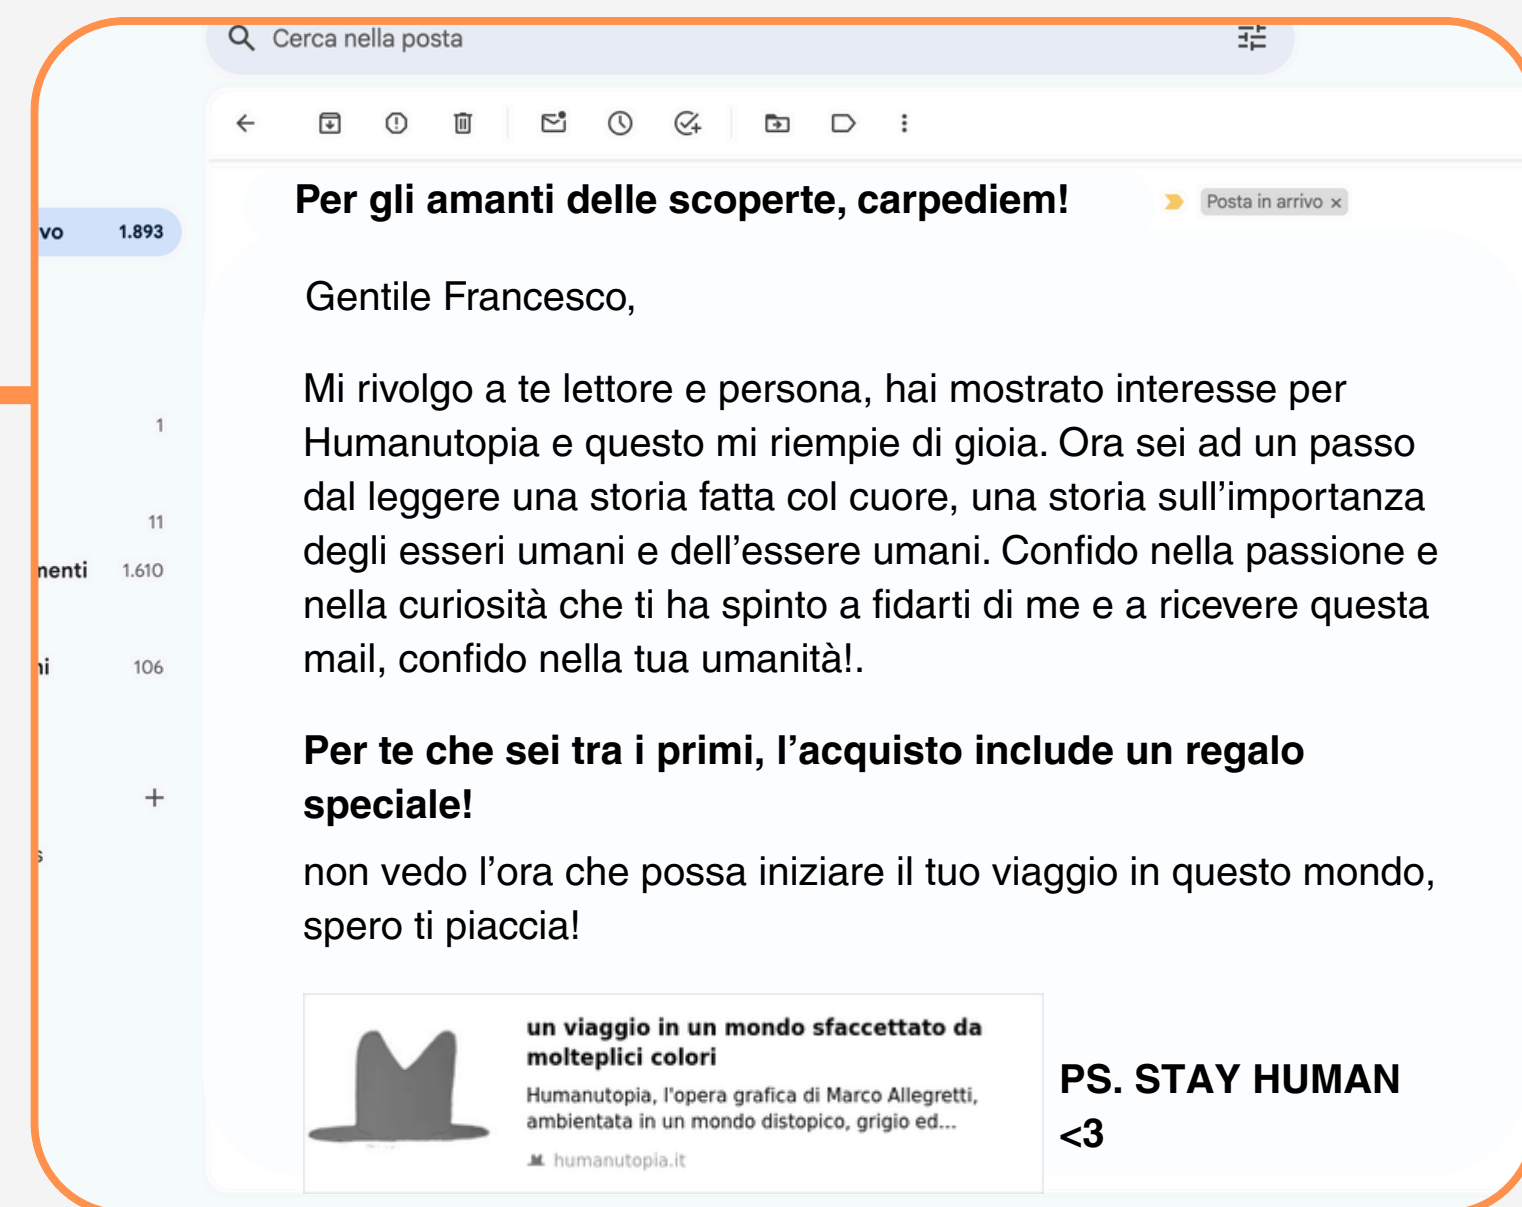 Cerca nella posta
Per gli amanti delle scoperte, carpediem!
Posta in arrivo ×
vo 1.893
Gentile Francesco,
Mi rivolgo a te lettore e persona, hai mostrato interesse per
Humanutopia e questo mi riempie di gioia. Ora sei ad un passo
dal leggere una storia fatta col cuore, una storia sull’importanza
degli esseri umani e dell’essere umani. Confido nella passione e
nella curiosità che ti ha spinto a fidarti di me e a ricevere questa
mail, confido nella tua umanità!.
1
11
menti 1.610
ni 106
s
Per te che sei tra i primi, l’acquisto include un regalo
speciale!
non vedo l’ora che possa iniziare il tuo viaggio in questo mondo,
spero ti piaccia!
un viaggio in un mondo sfaccettato da
molteplici colori
Humanutopia, l'opera grafica di Marco Allegretti,
ambientata in un mondo distopico, grigio ed...
humanutopia.it
PS. STAY HUMAN
<3